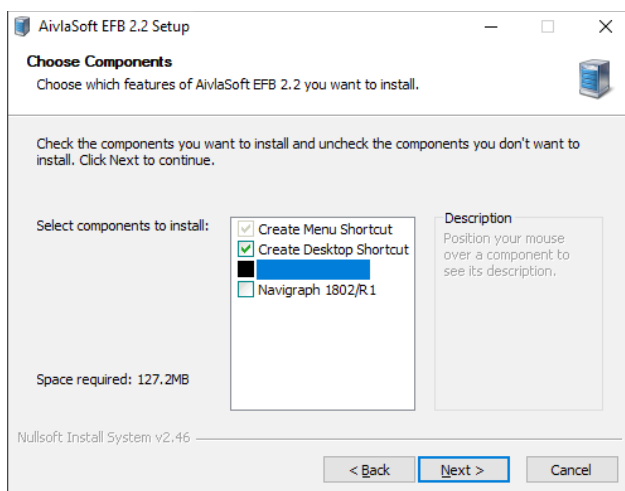 AivlaSoft EFB 2.2 Setup
Choose Components
Choose which features of AivlaSoft EFB 2.2 you want to install.
Check the components you want to install and uncheck the components you don't want to
install. Click Next to continue.
Select components to install:
Create Menu Shortcut
Create Desktop Shortcut
Navigraph 1802/R1
Description
Position your mouse
over a component to
see its description.
Space required: 127.2MB
Nullsoft Install System v2.46
< Back
Next >
Cancel